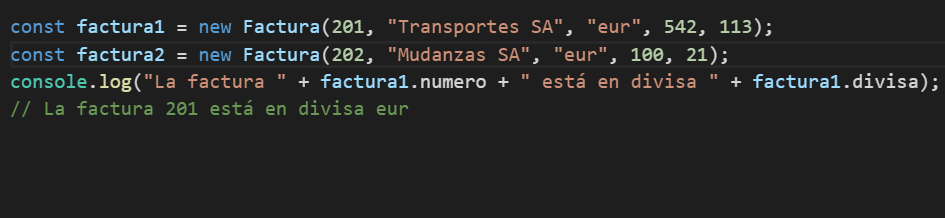 const factura1 = new Factura(201, "Transportes SA", "eur", 542, 113);
const factura2 = new Factura(202, "Mudanzas SA", "eur", 100, 21);
console.log("La factura " + factura1.numero + " está en divisa " + factura1.divisa);
// La factura 201 está en divisa eur